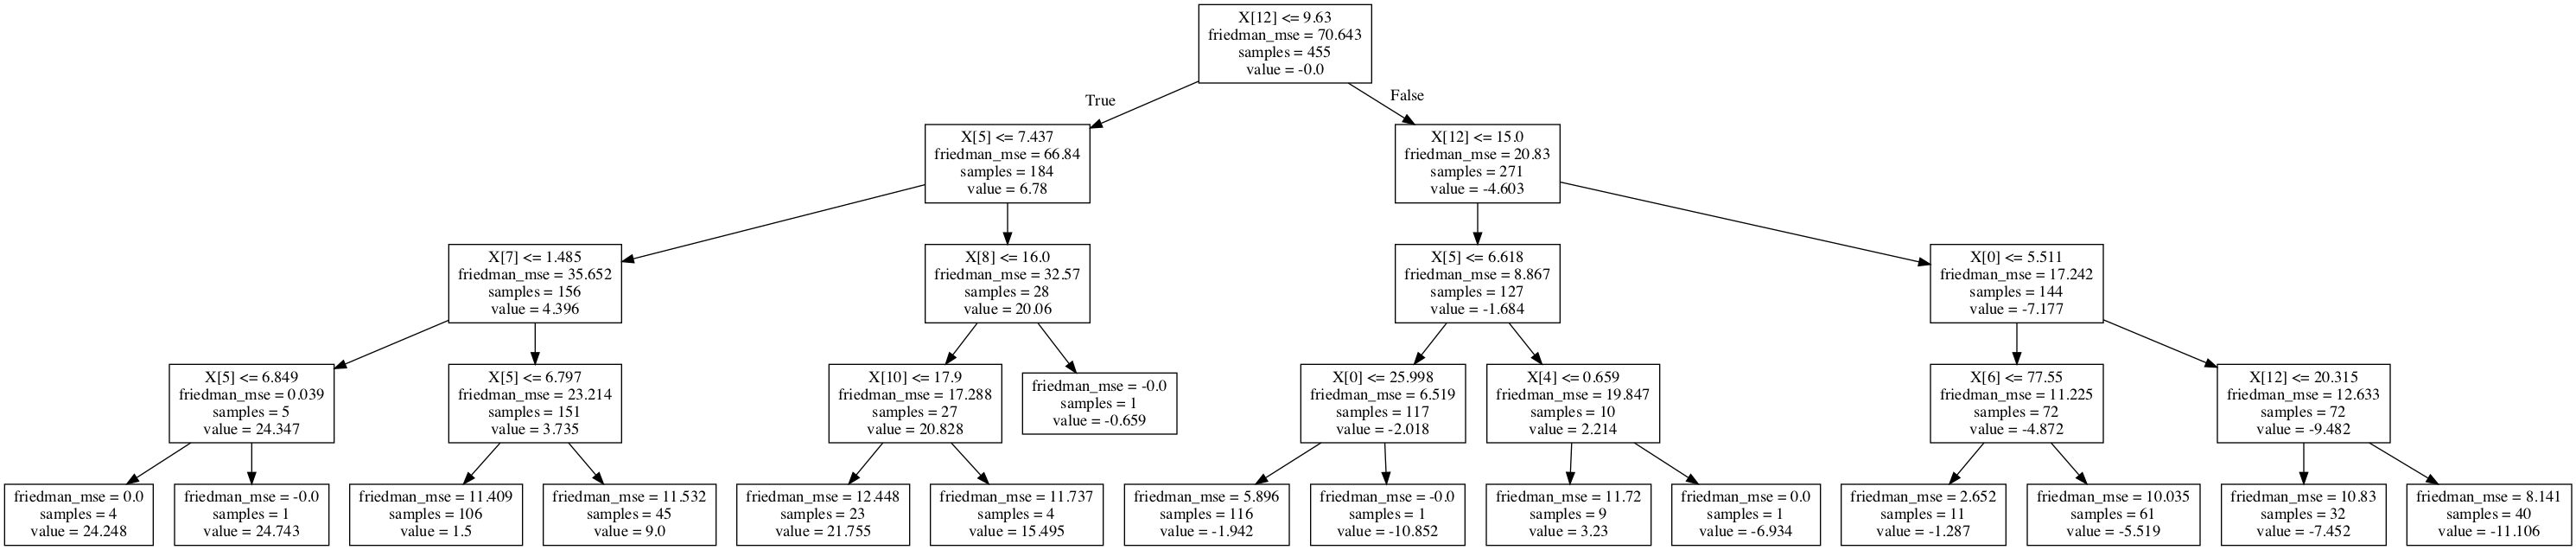 X[12] <= 9.63
friedman_mse = 70.643
samples = 455
value = -0.0
True
False
X[5] <= 7.437
friedman_mse = 66.84
samples = 184
value = 6.78
X[12] <= 15.0
friedman_mse = 20.83
samples = 271
value = -4.603
X[7] <= 1.485
friedman_mse = 35.652
samples = 156
value = 4.396
X[8] <= 16.0
friedman_mse = 32.57
samples = 28
value = 20.06
X[5] <= 6.618
friedman_mse = 8.867
samples = 127
value = -1.684
X[0] <= 5.511
friedman_mse = 17.242
samples = 144
value = -7.177
X[5] <= 6.849
friedman_mse = 0.039
samples = 5
value = 24.347
X[5] <= 6.797
friedman_mse = 23.214
samples = 151
value = 3.735
X[10] <= 17.9
friedman_mse = 17.288
samples = 27
value = 20.828
friedman_mse = -0.0
samples = 1
value = -0.659
X[0] <= 25.998
friedman_mse = 6.519
samples = 117
value = -2.018
X[4] <= 0.659
friedman_mse = 19.847
samples = 10
value = 2.214
X[6] <= 77.55
friedman_mse = 11.225
samples = 72
value = -4.872
X[12] <= 20.315
friedman_mse = 12.633
samples = 72
value = -9.482
friedman_mse = 0.0
samples = 4
value = 24.248
friedman_mse = -0.0
samples = 1
value = 24.743
friedman_mse = 11.409
samples = 106
value = 1.5
friedman_mse = 11.532
samples = 45
value = 9.0
friedman_mse = 12.448
samples = 23
value = 21.755
friedman_mse = 11.737
samples = 4
value = 15.495
friedman_mse = 5.896
samples = 116
value = -1.942
friedman_mse = -0.0
samples = 1
value = -10.852
friedman_mse = 11.72
samples = 9
value = 3.23
friedman_mse = 0.0
samples = 1
value = -6.934
friedman_mse = 2.652
samples = 11
value = -1.287
friedman_mse = 10.035
samples = 61
value = -5.519
friedman_mse = 10.83
samples = 32
value = -7.452
friedman_mse = 8.141
samples = 40
value = -11.106